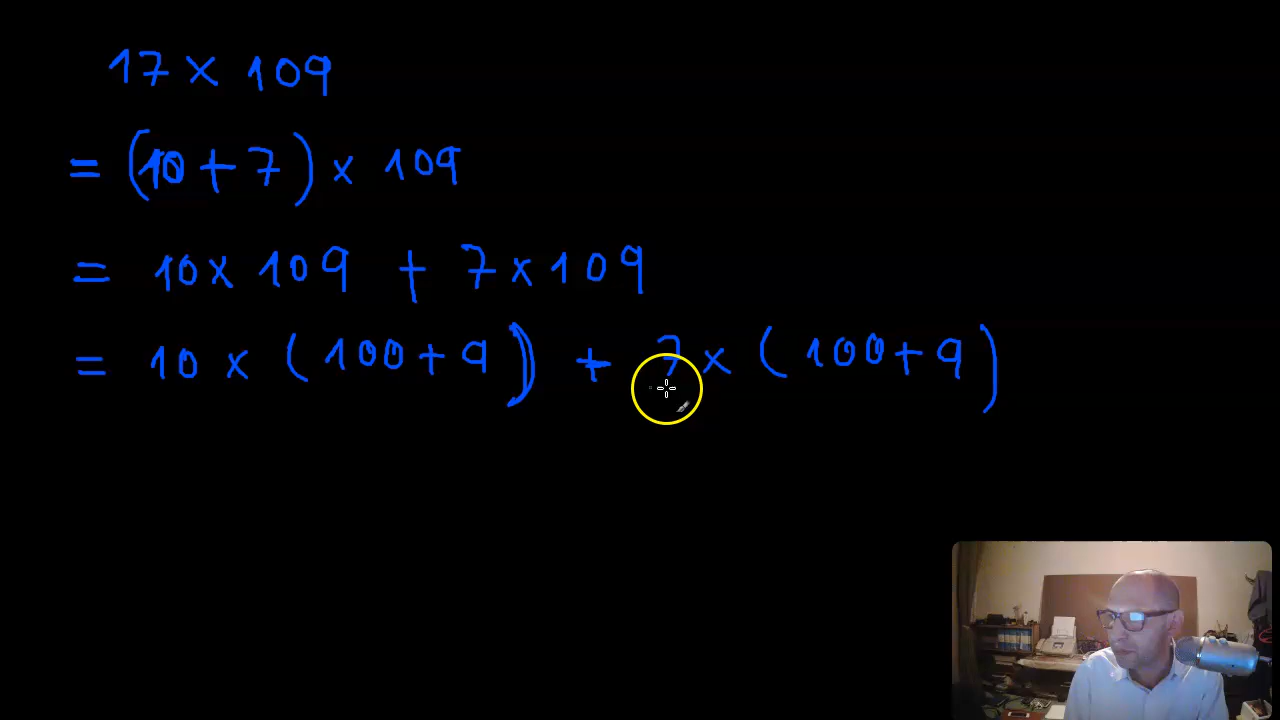 17 × 109
= (10 + 7) × 109
= 10 × 109 + 7 × 109
= 10 × (100 + 9)) + 7 × (100 + 9)